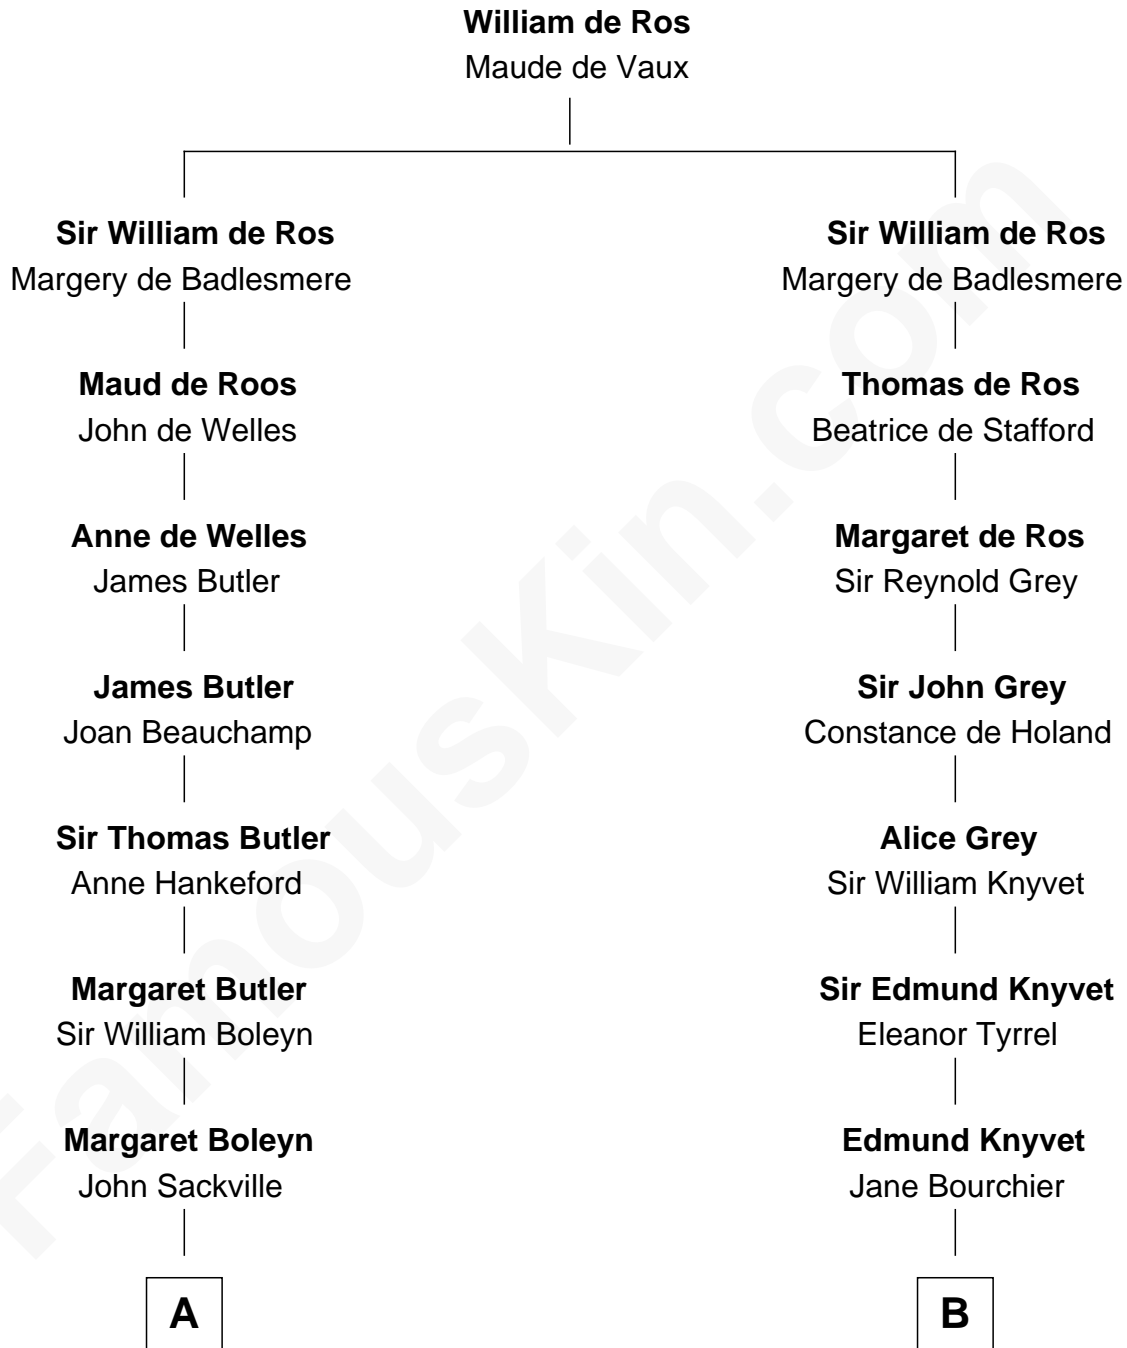 William de Ros
Maude de Vaux
Sir William de Ros
Margery de Badlesmere
Maud de Roos
John de Welles
Anne de Welles
James Butler
James Butler
Joan Beauchamp
Sir Thomas Butler
Anne Hankeford
Margaret Butler
Sir William Boleyn
Margaret Boleyn
John Sackville
A
Sir William de Ros
Margery de Badlesmere
Thomas de Ros
Beatrice de Stafford
Margaret de Ros
Sir Reynold Grey
Sir John Grey
Constance de Holand
Alice Grey
Sir William Knyvet
Sir Edmund Knyvet
Eleanor Tyrrel
Edmund Knyvet
Jane Bourchier
B
FamousKin.com